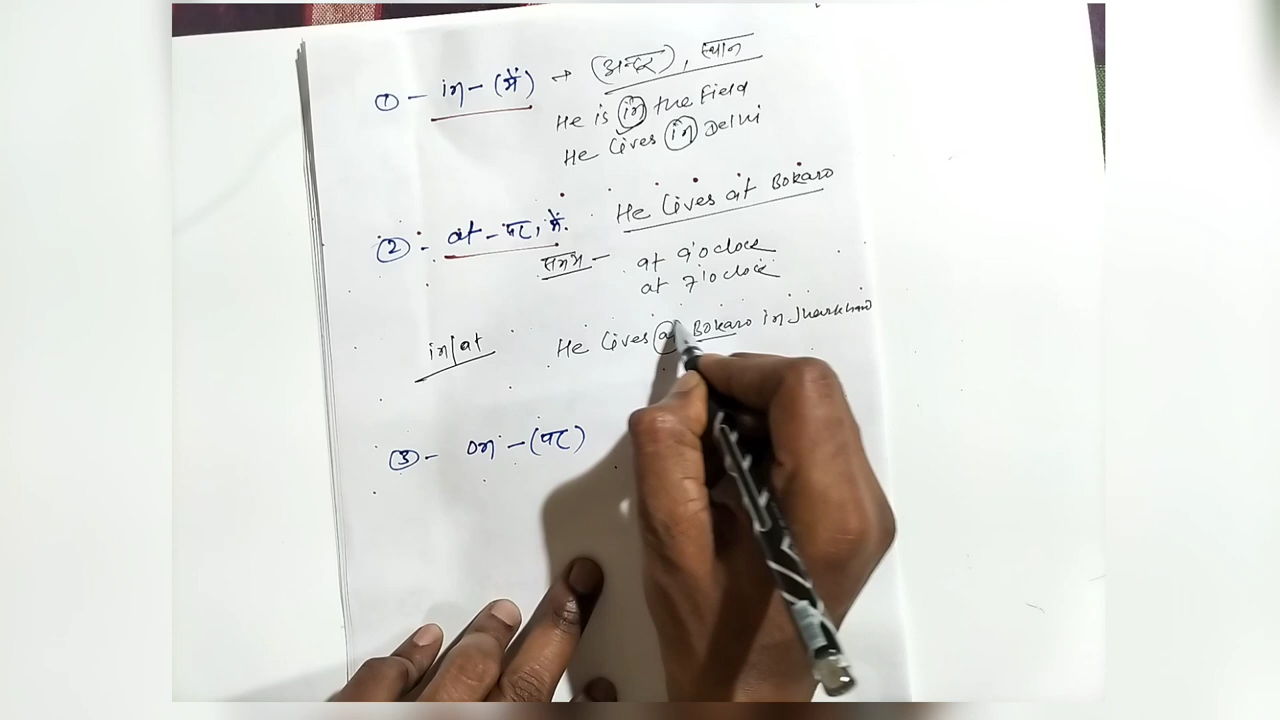 ① - in - (में) → (अन्दर), स्थान
He is in the Field
He lives in Delhi
② - at - पर, में. He lives at Bokaro
समय - at 9'o clock
at 7'o clock
in/at He lives at Bokaro in Jharkhand
③ - on - (पर)